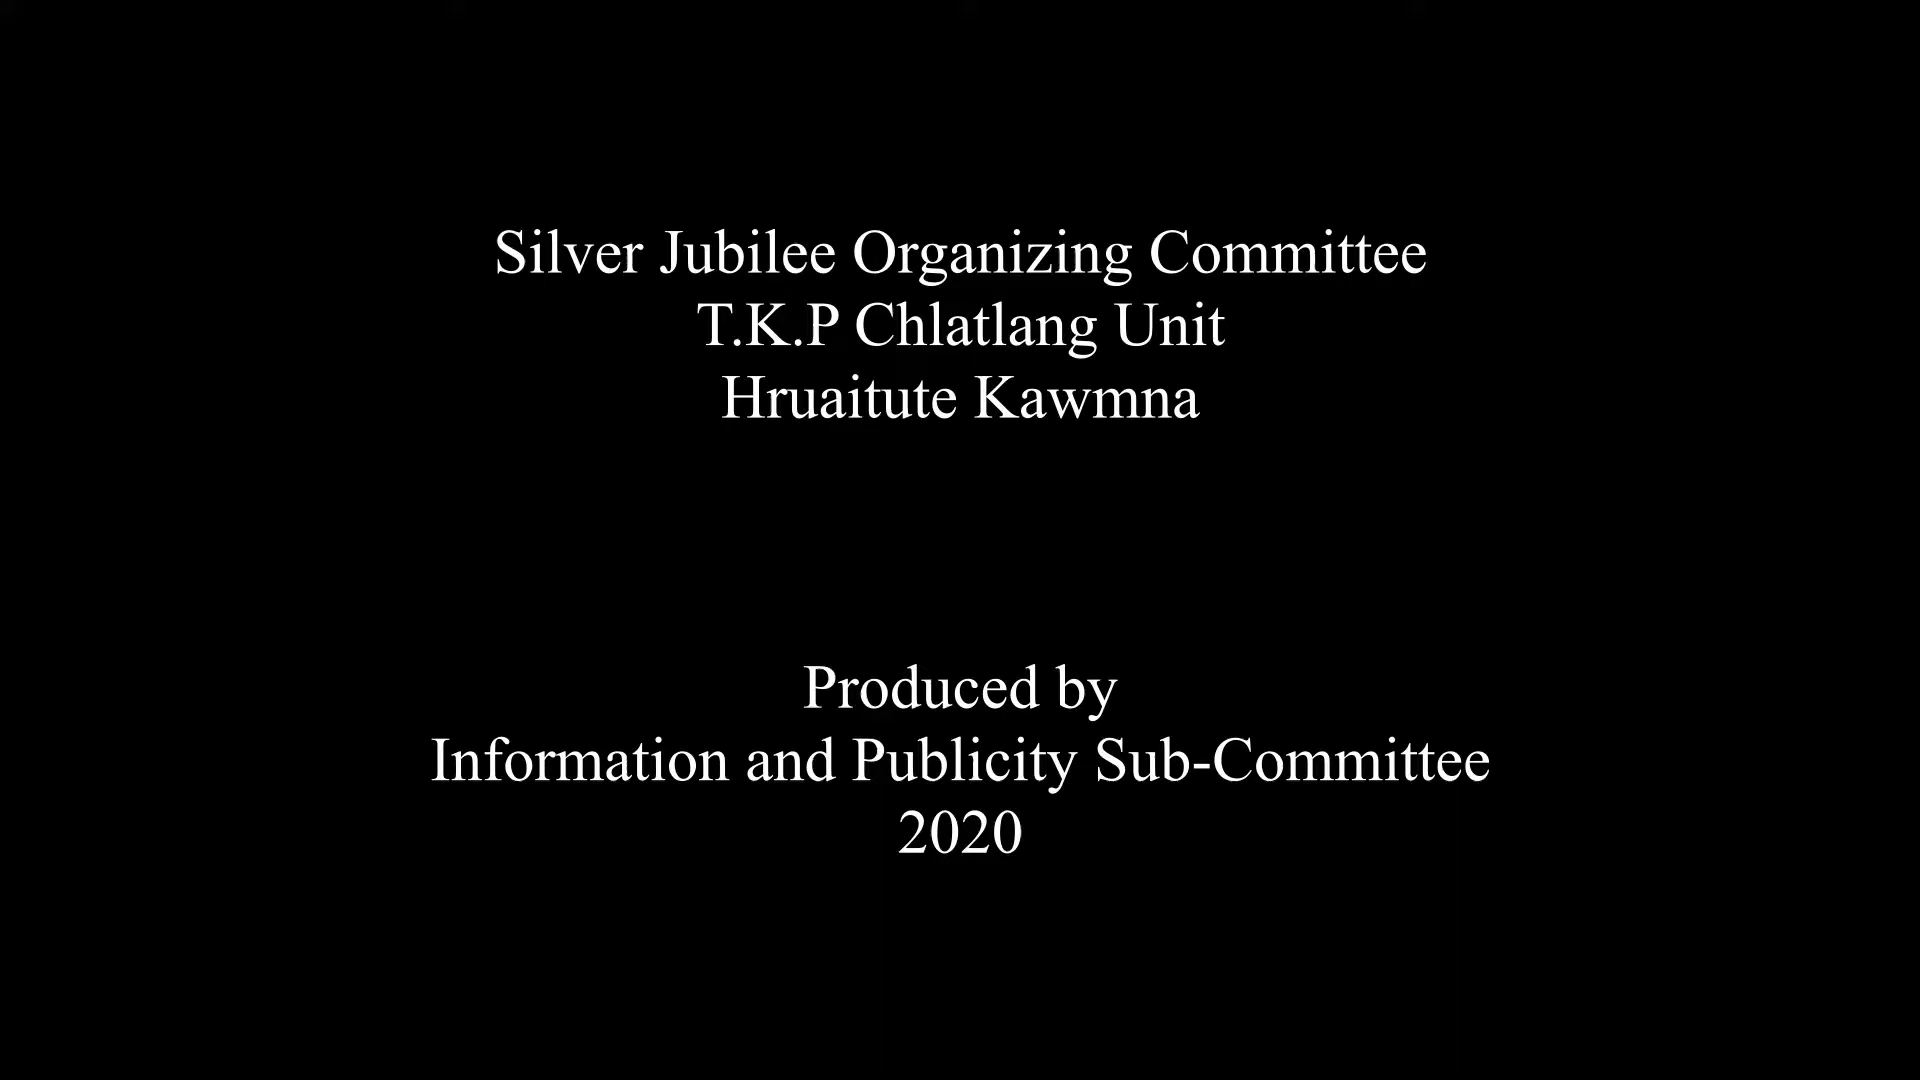 Silver Jubilee Organizing Committee
T.K.P Chlatlang Unit
Hruaitute Kawmna
Produced by
Information and Publicity Sub-Committee
2020